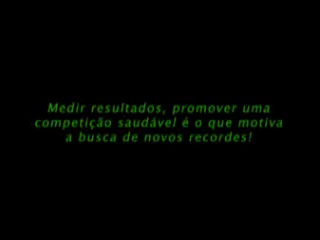 Medir resultados, promover uma
competição saudável é o que motiva
a busca de novos recordes!